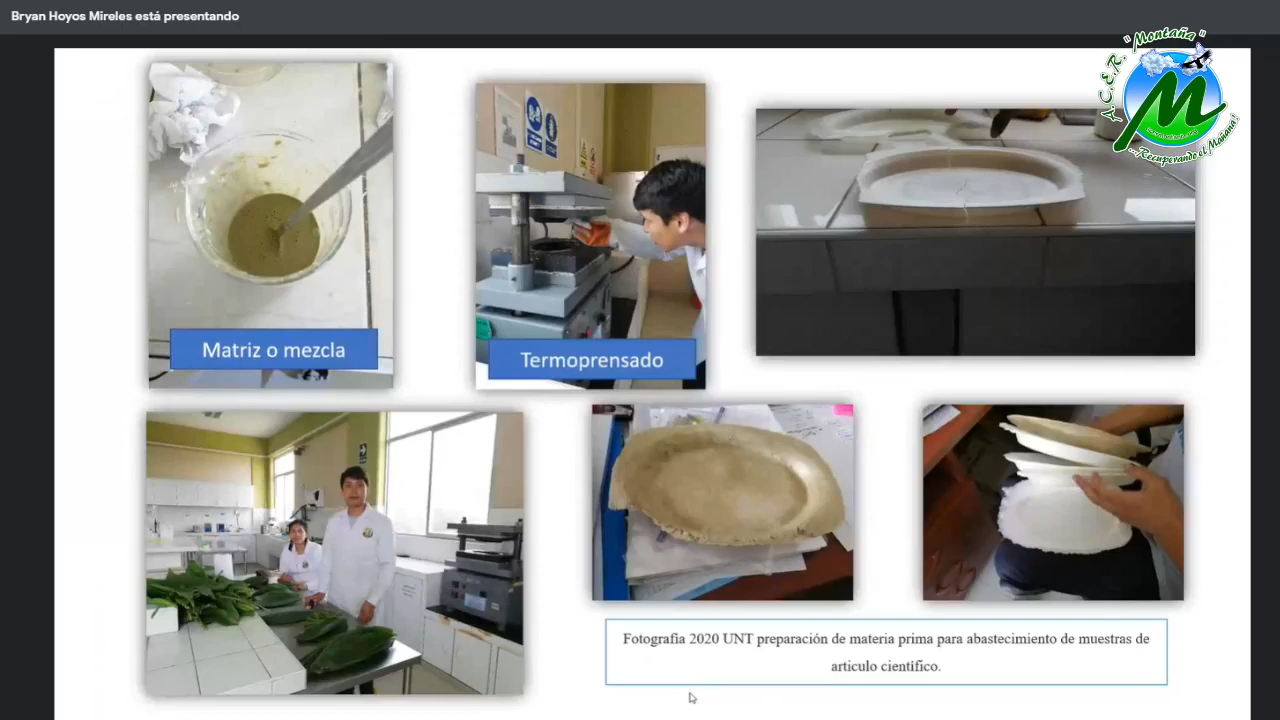 Bryan Hoyos Mireles está presentando
A.C.E.R. "Montaña"
M
...Recuperando el Mañana!
Matriz o mezcla
Termoprensado
Fotografía 2020 UNT preparación de materia prima para abastecimiento de muestras de
articulo científico.